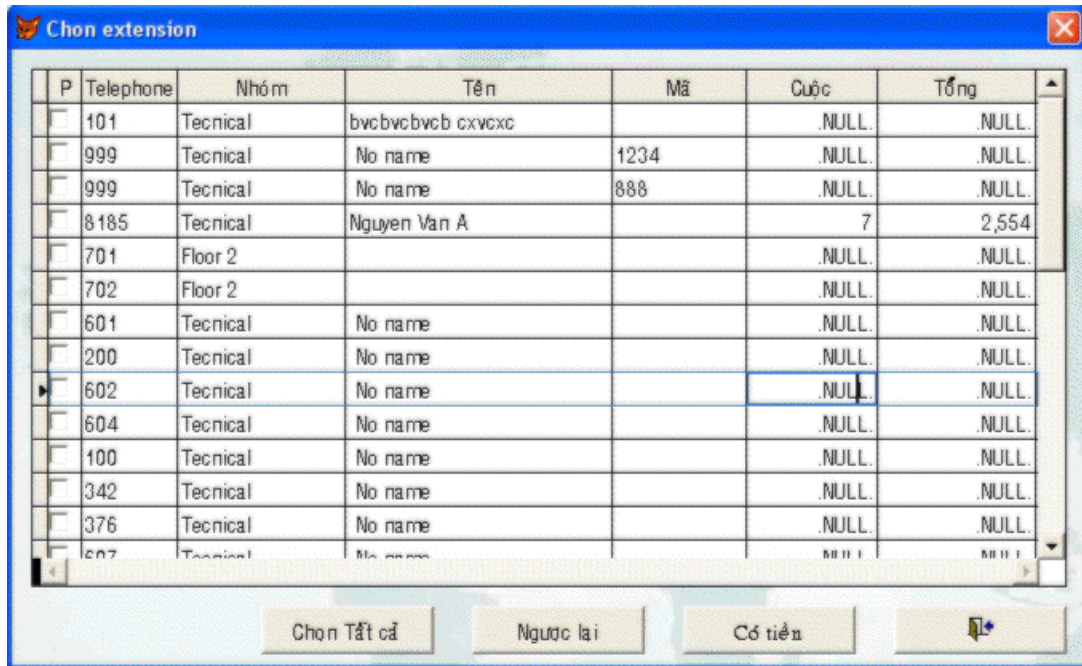 Chon extension
P Telephone Nhóm Tên Mã Cuộc Tổng
101 Tecnical bvcbvcbvcb cxvcxc .NULL. .NULL.
999 Tecnical No name 1234 .NULL. .NULL.
999 Tecnical No name 888 .NULL. .NULL.
8185 Tecnical Nguyen Van A 7 2,554
701 Floor 2 .NULL. .NULL.
702 Floor 2 .NULL. .NULL.
601 Tecnical No name .NULL. .NULL.
200 Tecnical No name .NULL. .NULL.
602 Tecnical No name .NULL. .NULL.
604 Tecnical No name .NULL. .NULL.
100 Tecnical No name .NULL. .NULL.
342 Tecnical No name .NULL. .NULL.
376 Tecnical No name .NULL. .NULL.
Chọn Tất cả Ngược lại Có tiền